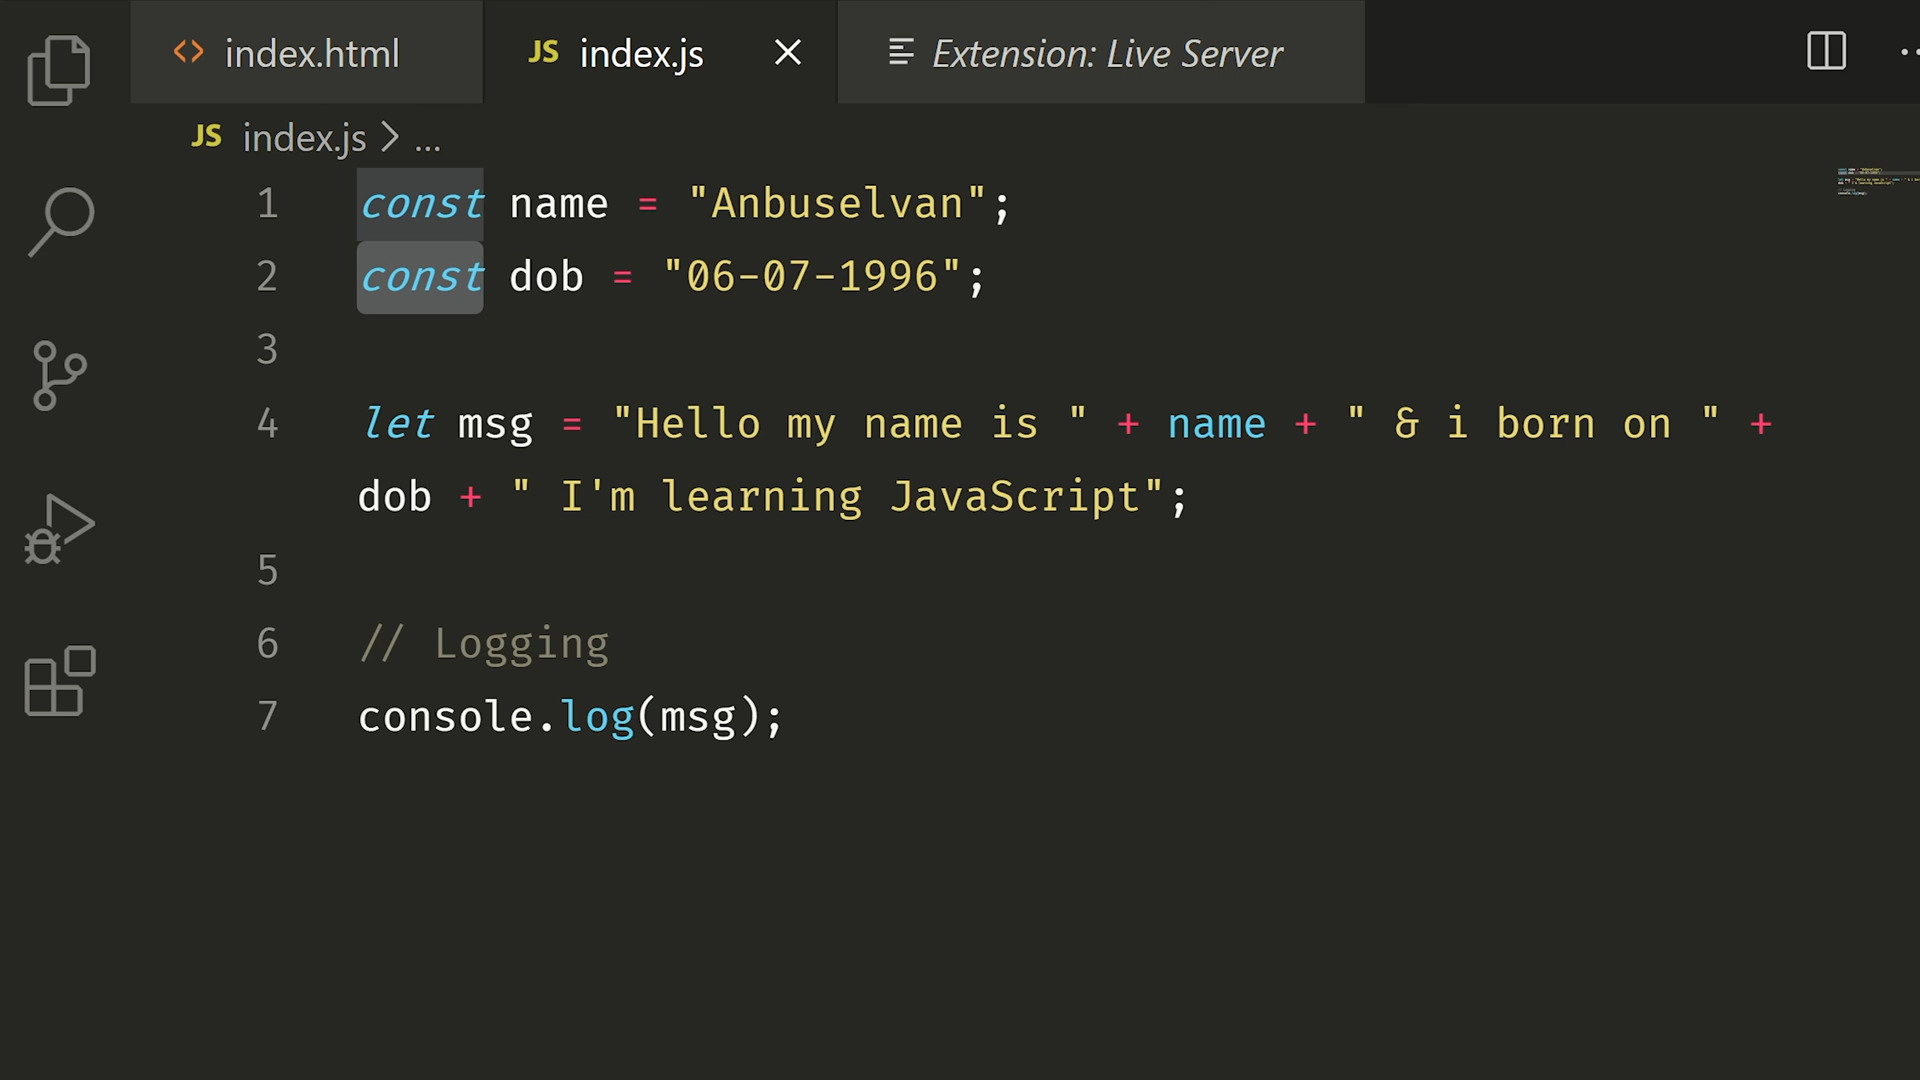 index.html
JS index.js
Extension: Live Server
JS index.js > ...
1 const name = "Anbuselvan";
2 const dob = "06-07-1996";
3
4 let msg = "Hello my name is " + name + " & i born on " +
dob + " I'm learning JavaScript";
5
6 // Logging
7 console.log(msg);